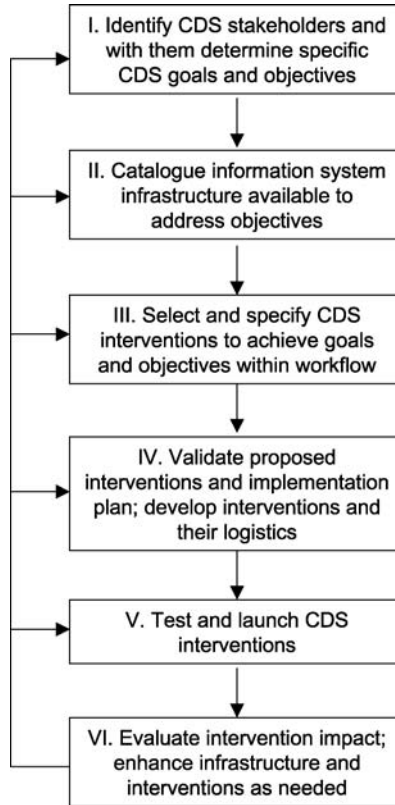 I. Identify CDS stakeholders and
with them determine specific
CDS goals and objectives
II. Catalogue information system
infrastructure available to
address objectives
III. Select and specify CDS
interventions to achieve goals
and objectives within workflow
IV. Validate proposed
interventions and implementation
plan; develop interventions and
their logistics
V. Test and launch CDS
interventions
VI. Evaluate intervention impact;
enhance infrastructure and
interventions as needed